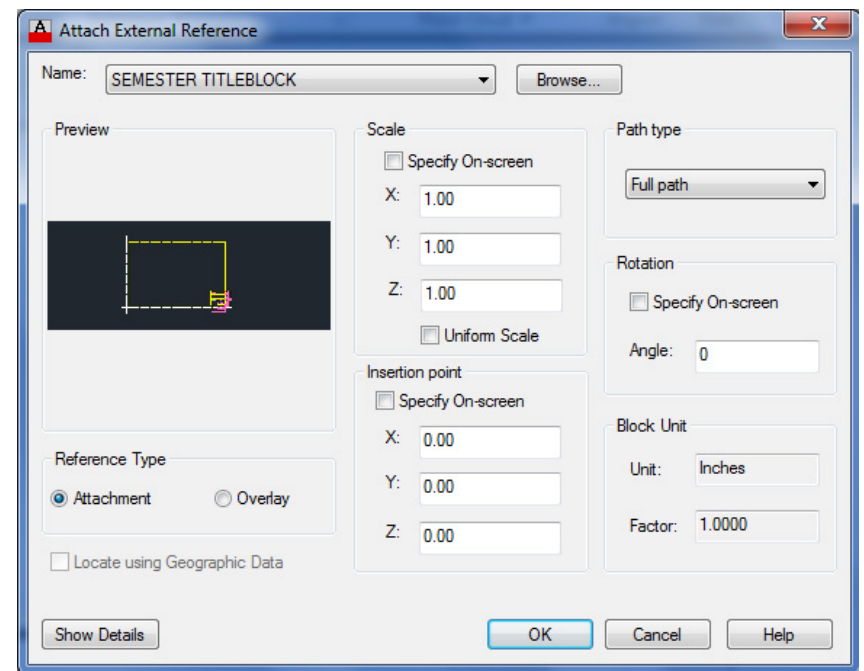 A Attach External Reference
Name: SEMESTER TITLEBLOCK Browse...
Preview
Reference Type
Attachment Overlay
Locate using Geographic Data
Scale
Specify On-screen
X: 1.00
Y: 1.00
Z: 1.00
Uniform Scale
Insertion point
Specify On-screen
X: 0.00
Y: 0.00
Z: 0.00
Path type
Full path
Rotation
Specify On-screen
Angle: 0
Block Unit
Unit: Inches
Factor: 1.0000
Show Details OK Cancel Help